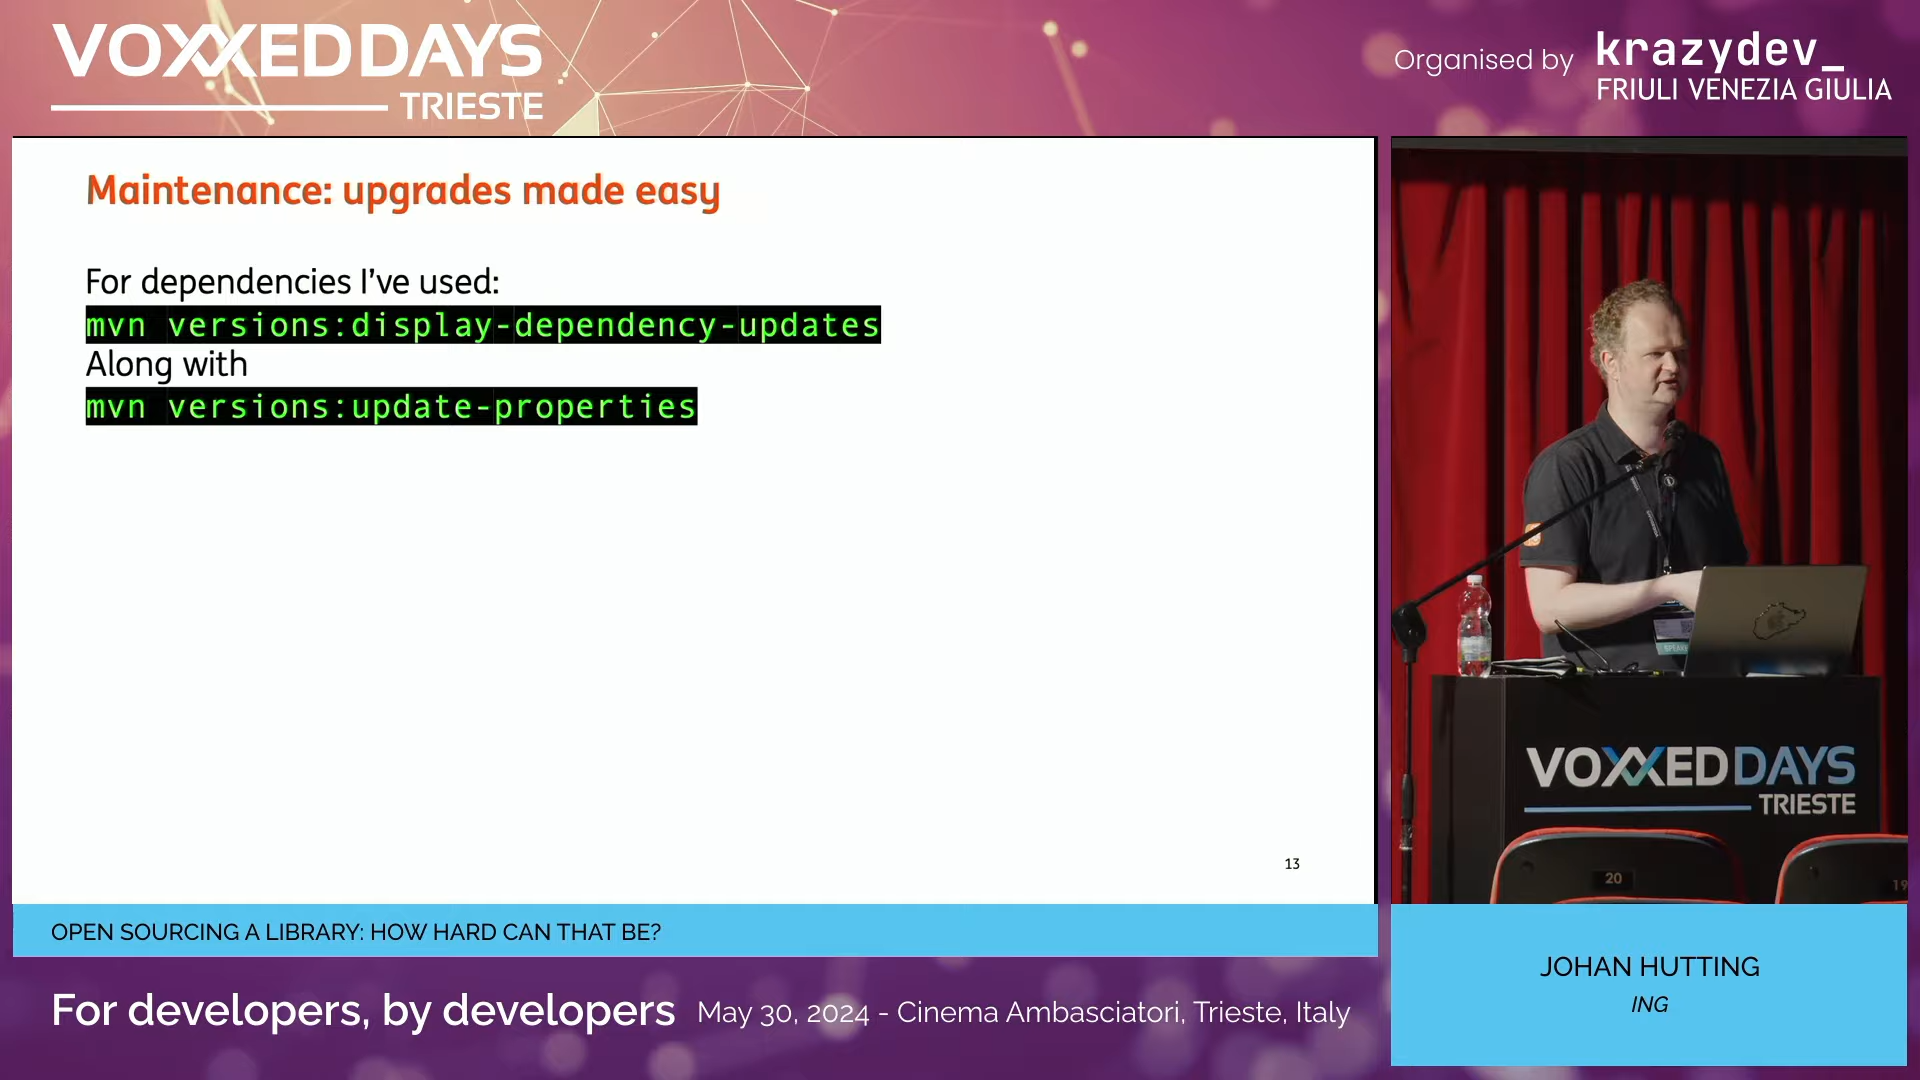 VOXXEDDAYS
TRIESTE
Organised by
krazydev_
FRIULI VENEZIA GIULIA
Maintenance: upgrades made easy
For dependencies I've used:
mvn versions:display-dependency-updates
Along with
mvn versions:update-properties
13
VOXXEDDAYS
TRIESTE
20
19
OPEN SOURCING A LIBRARY: HOW HARD CAN THAT BE?
JOHAN HUTTING
ING
For developers, by developers
May 30, 2024 - Cinema Ambasciatori, Trieste, Italy